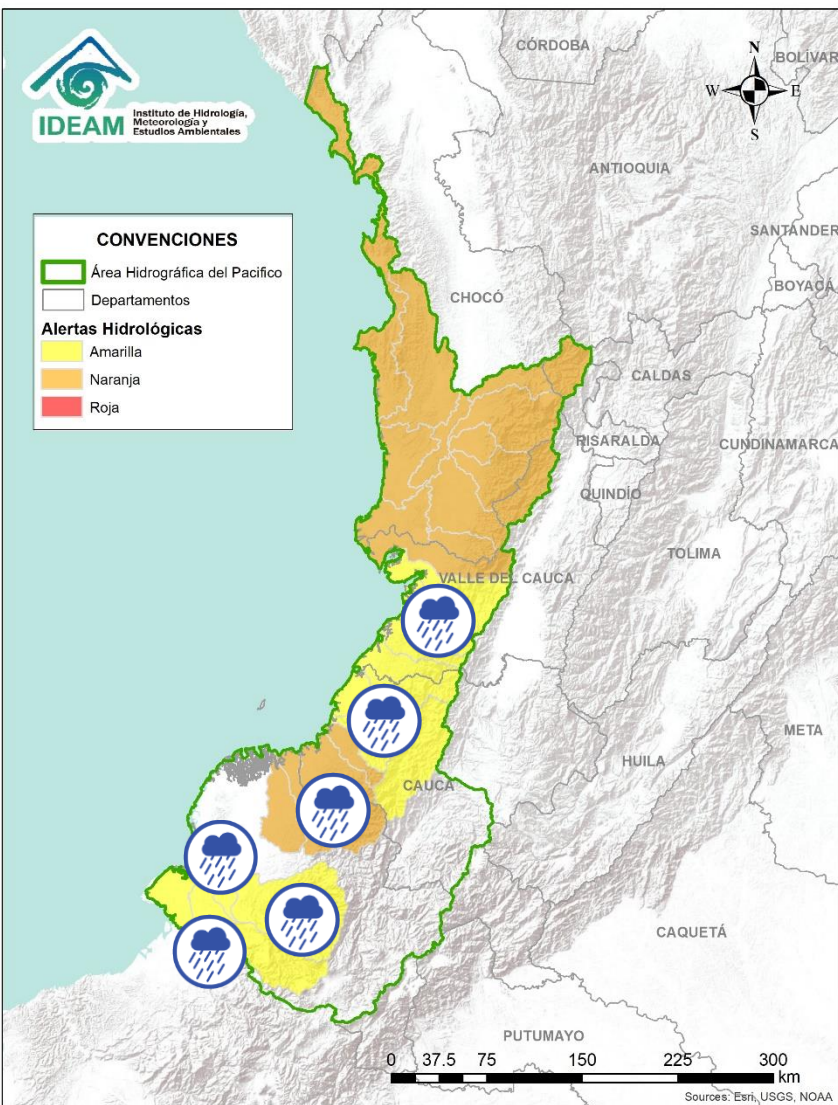 IDEAM
Instituto de Hidrología,
Meteorología y
Estudios Ambientales
CÓRDOBA
BOLÍVAR
N
W E
S
ANTIOQUIA
SANTANDER
BOYACÁ
CONVENCIONES
Área Hidrográfica del Pacifico
Departamentos
Alertas Hidrológicas
Amarilla
Naranja
Roja
CHOCÓ
CALDAS
RISARALDA
CUNDINAMARCA
QUINDÍO
TOLIMA
VALLE DEL CAUCA
META
HUILA
CAUCA
CAQUETÁ
PUTUMAYO
0 37.5 75 150 225 300
km
Sources: Esri, USGS, NOAA